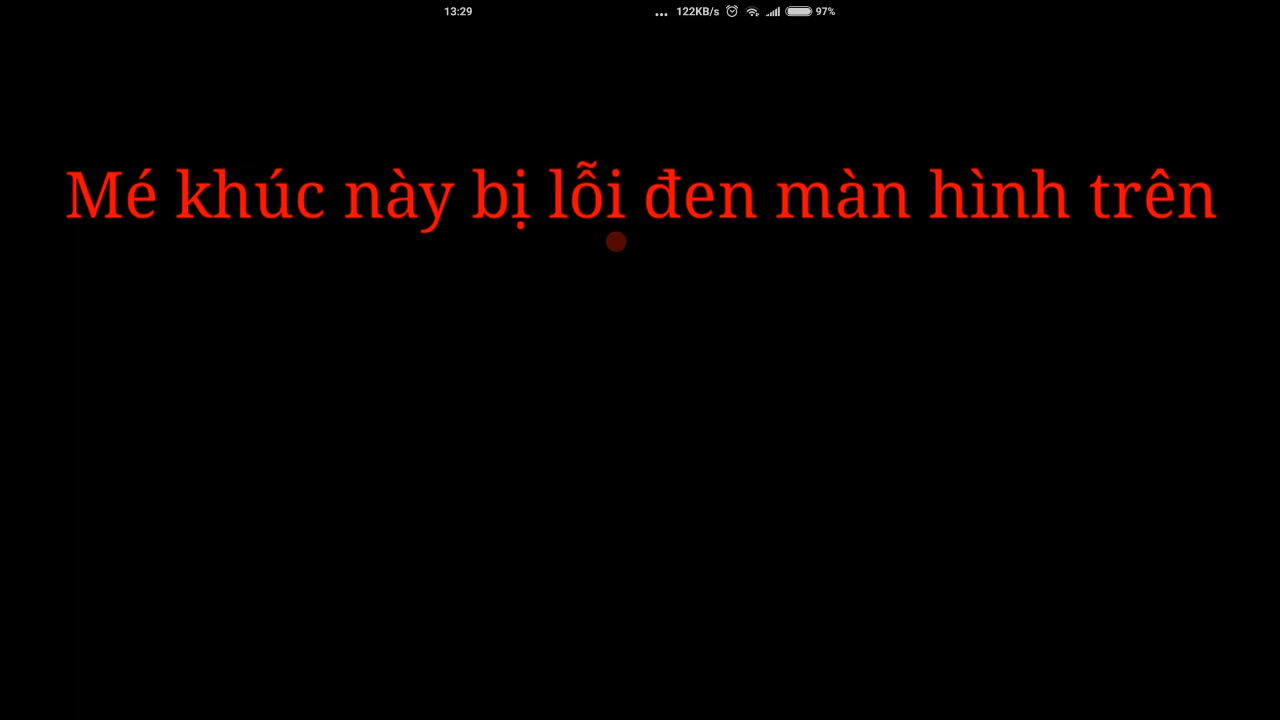 13:29 ... 122KB/s 97%
Mé khúc này bị lỗi đen màn hình trên